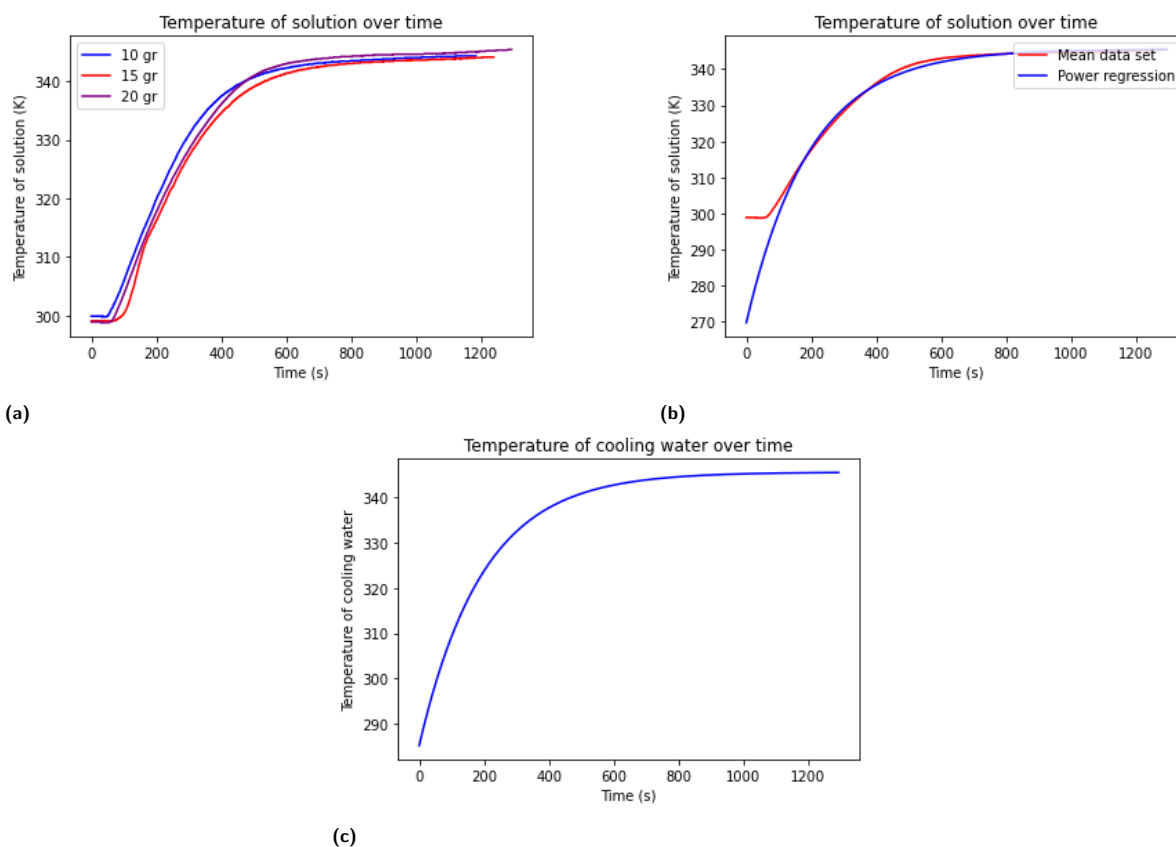 Temperature of solution over time
Temperature of solution (K)
340
330
320
310
300
10 gr
15 gr
20 gr
0 200 400 600 800 1000 1200
Time (s)
(a)
Temperature of solution over time
Temperature of solution (K)
340
330
320
310
300
290
280
270
Mean data set
Power regression
0 200 400 600 800 1000 1200
Time (s)
(b)
Temperature of cooling water over time
Temperature of cooling water
340
330
320
310
300
290
0 200 400 600 800 1000 1200
Time (s)
(c)